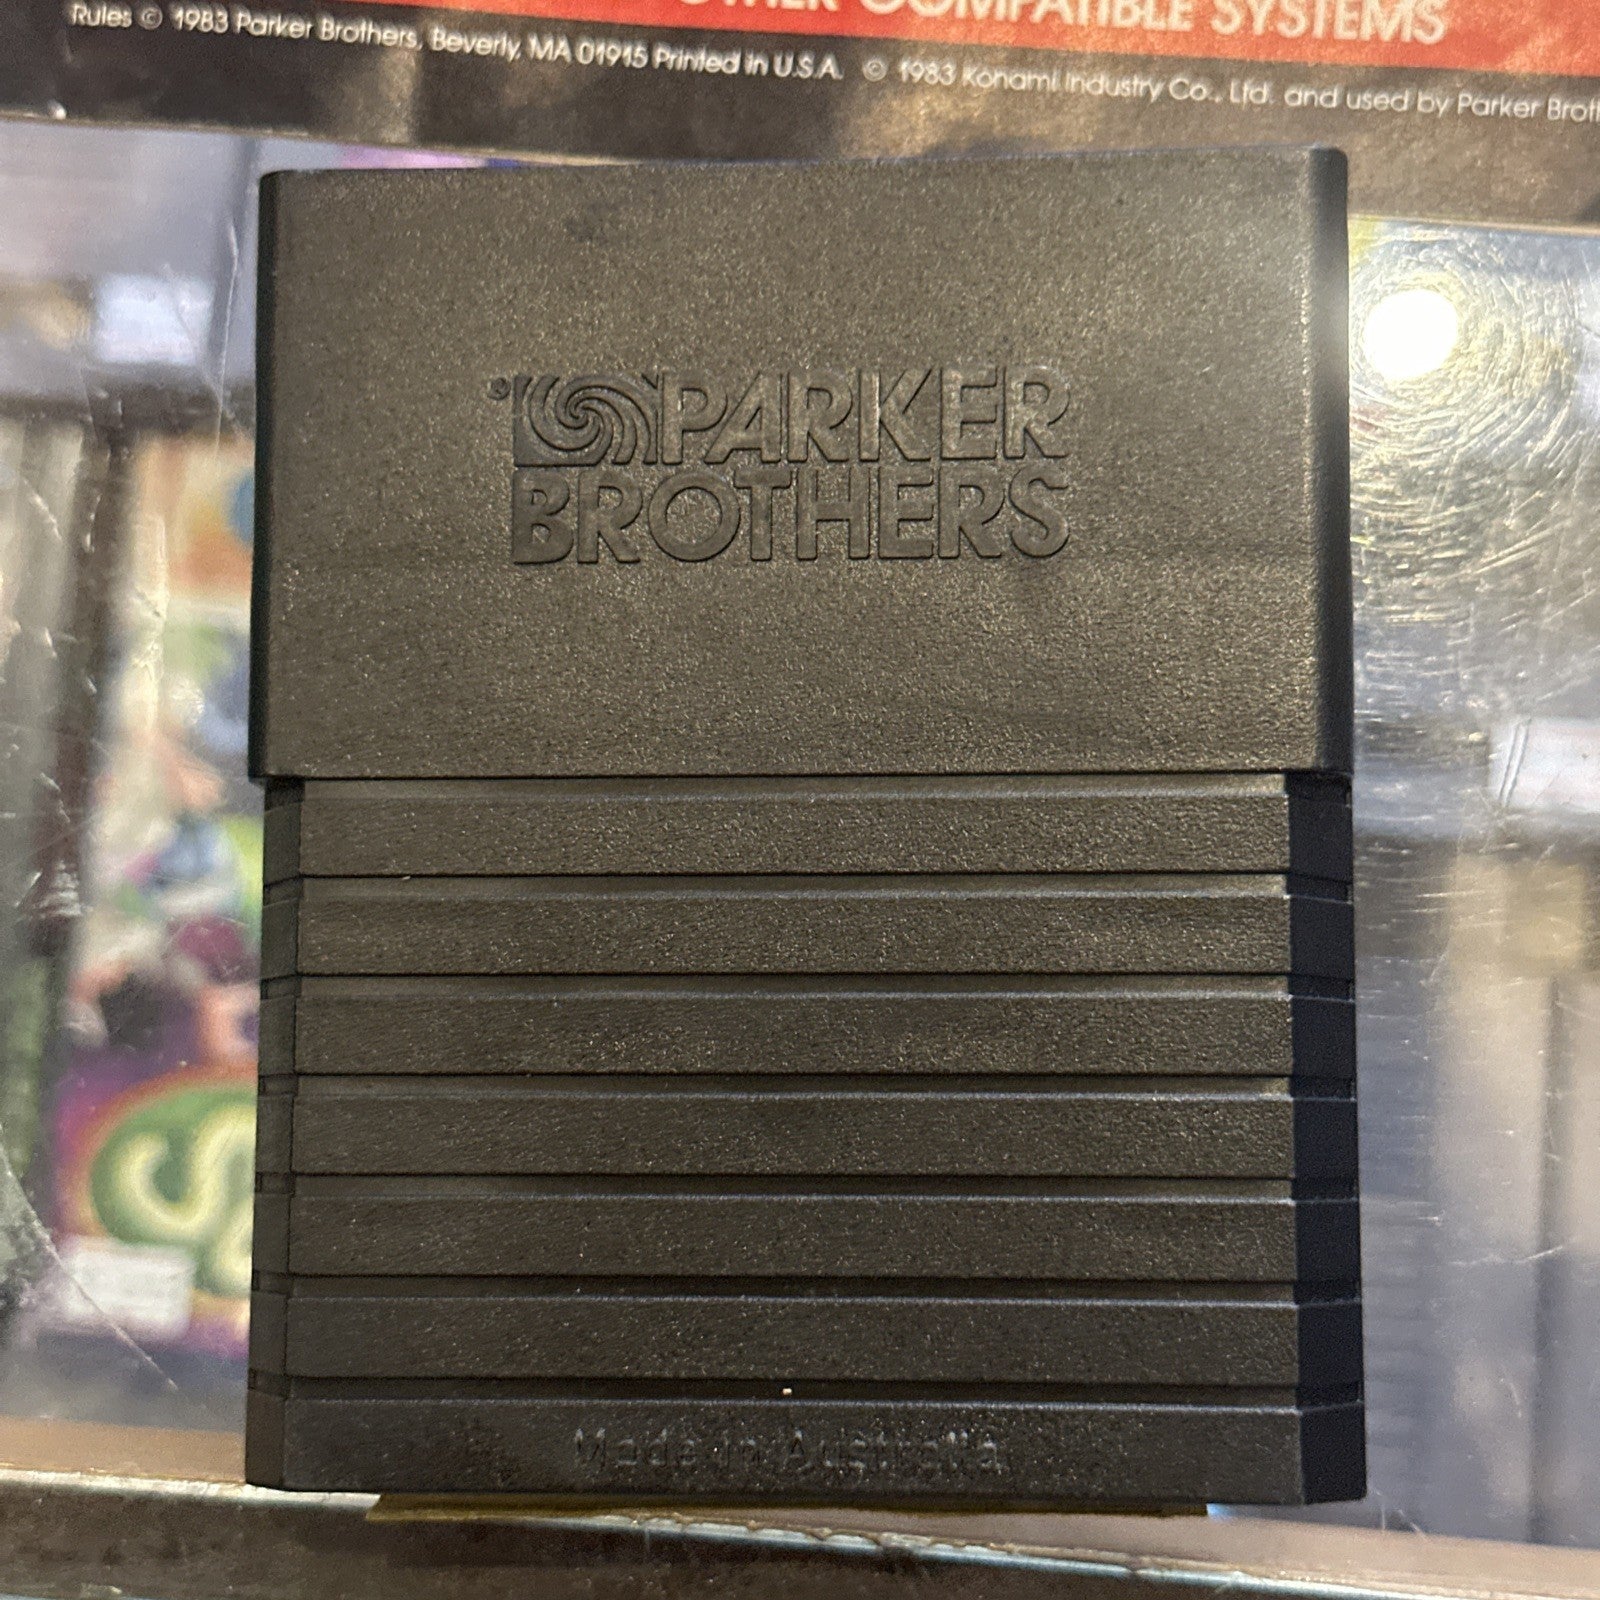 OTHER COMPATIBLE SYSTEMS
Rules © 1983 Parker Brothers, Beverly, MA 01915 Printed in U.S.A. © 1983 Konami Industry Co., Ltd. and used by Parker Brot
® PARKER
BROTHERS
Made in Australia